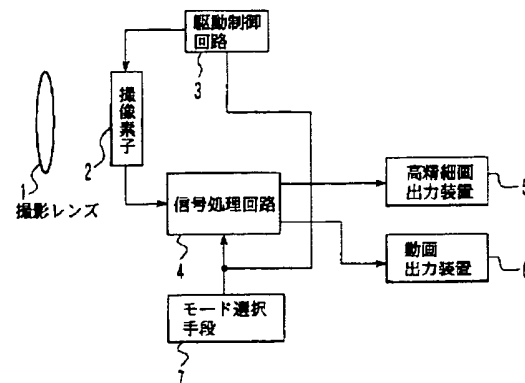 駆動制御
回路
3
撮像素子
2
1
撮影レンズ
信号処理回路
4
高精細画
出力装置
5
動画
出力装置
6
モード選択
手段
7